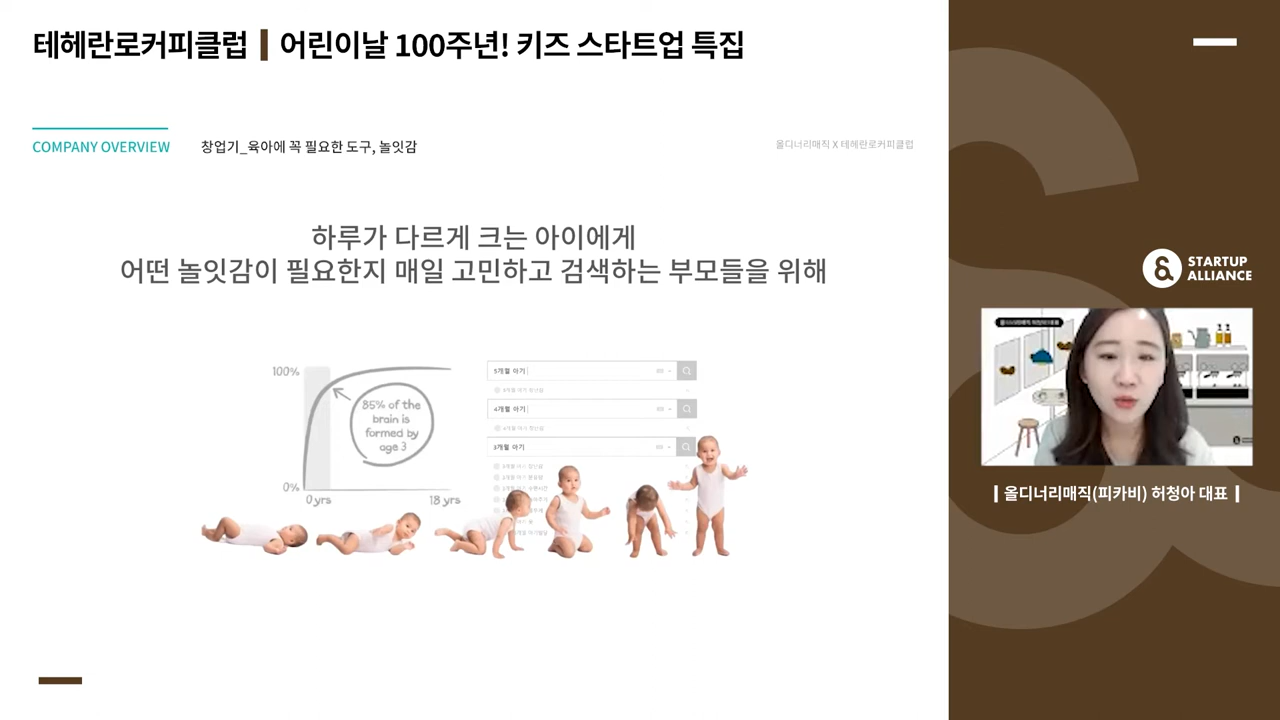 테헤란로커피클럽 | 어린이날 100주년! 키즈 스타트업 특집
COMPANY OVERVIEW
창업기_육아에 꼭 필요한 도구, 놀잇감
올디너리매직 X 테헤란로커피클럽
하루가 다르게 크는 아이에게
어떤 놀잇감이 필요한지 매일 고민하고 검색하는 부모들을 위해
100%
85% of the
brain is
formed by
age 3
0%
0 yrs
18 yrs
5개월 아기
4개월 아기
3개월 아기
STARTUP
ALLIANCE
올디너리매직(피카비) 허청아 대표